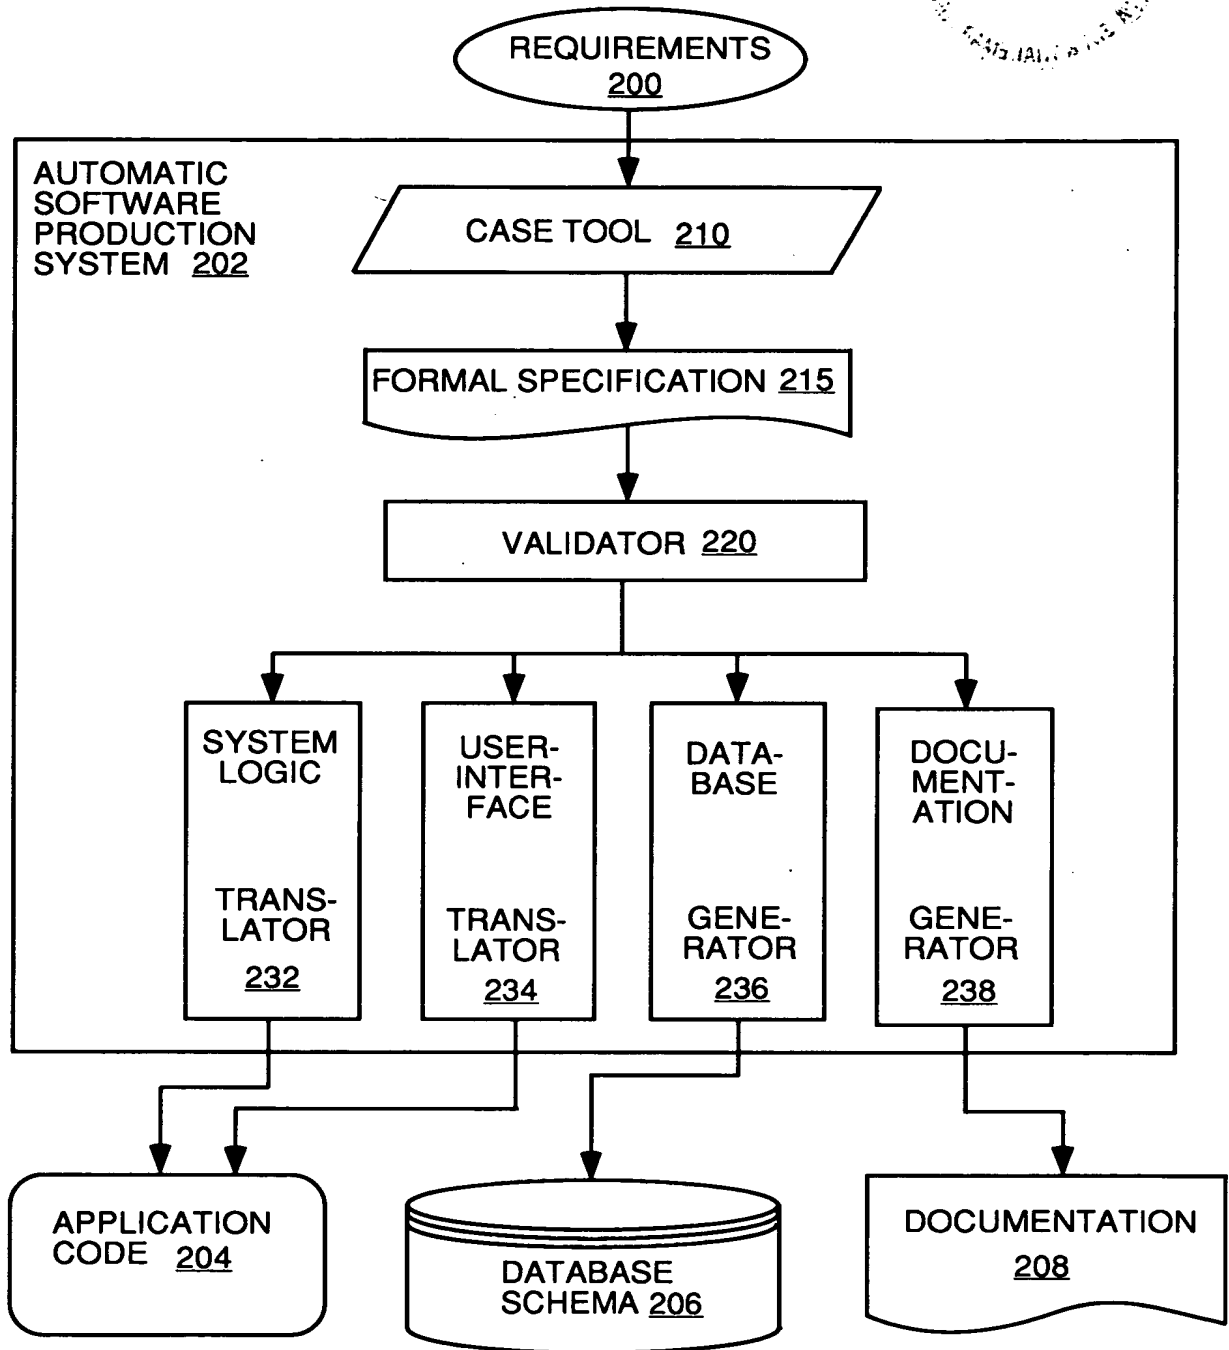 REQUIREMENTS
200
AUTOMATIC
SOFTWARE
PRODUCTION
SYSTEM 202
CASE TOOL 210
FORMAL SPECIFICATION 215
VALIDATOR 220
SYSTEM
LOGIC
TRANS-
LATOR
232
USER-
INTER-
FACE
TRANS-
LATOR
234
DATA-
BASE
GENE-
RATOR
236
DOCU-
MENT-
ATION
GENE-
RATOR
238
APPLICATION
CODE 204
DATABASE
SCHEMA 206
DOCUMENTATION
208